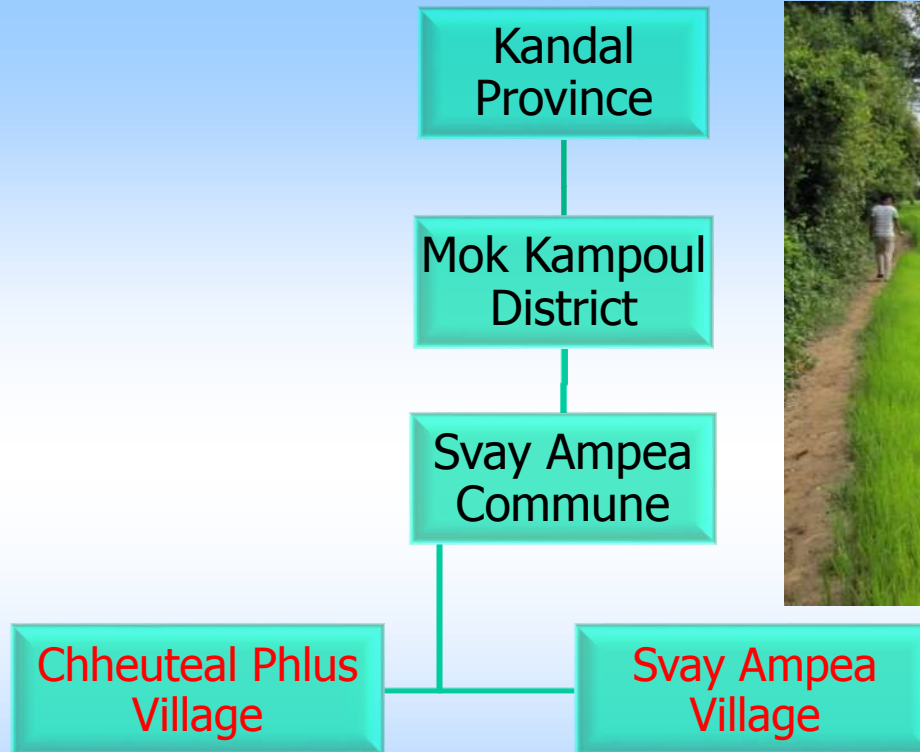 Kandal
Province
Mok Kampoul
District
Svay Ampea
Commune
Chheuteal Phlus
Village
Svay Ampea
Village